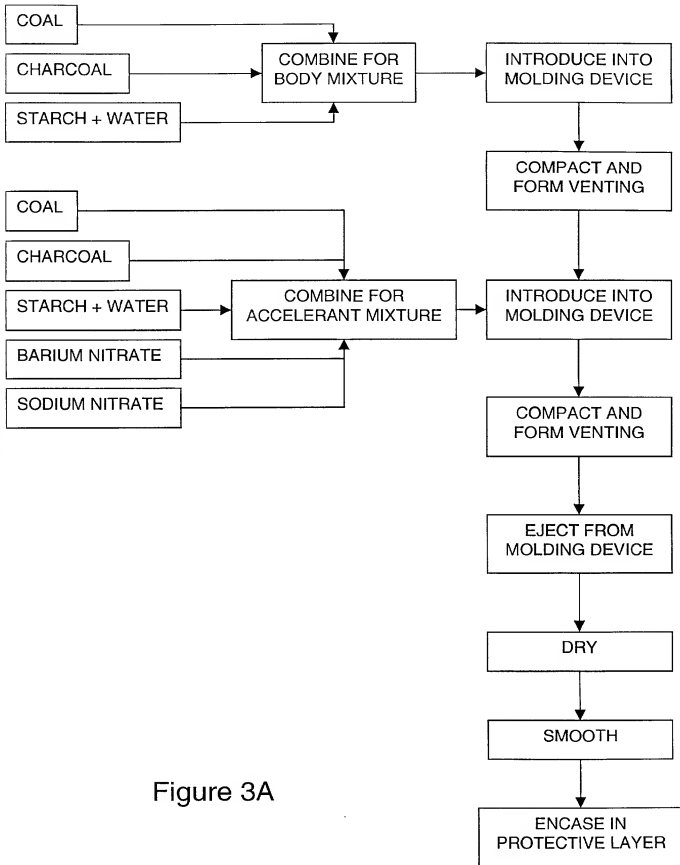 COAL
CHARCOAL
STARCH + WATER
COMBINE FOR
BODY MIXTURE
INTRODUCE INTO
MOLDING DEVICE
COMPACT AND
FORM VENTING
COAL
CHARCOAL
STARCH + WATER
BARIUM NITRATE
SODIUM NITRATE
COMBINE FOR
ACCELERANT MIXTURE
INTRODUCE INTO
MOLDING DEVICE
COMPACT AND
FORM VENTING
EJECT FROM
MOLDING DEVICE
DRY
SMOOTH
ENCASE IN
PROTECTIVE LAYER
Figure 3A